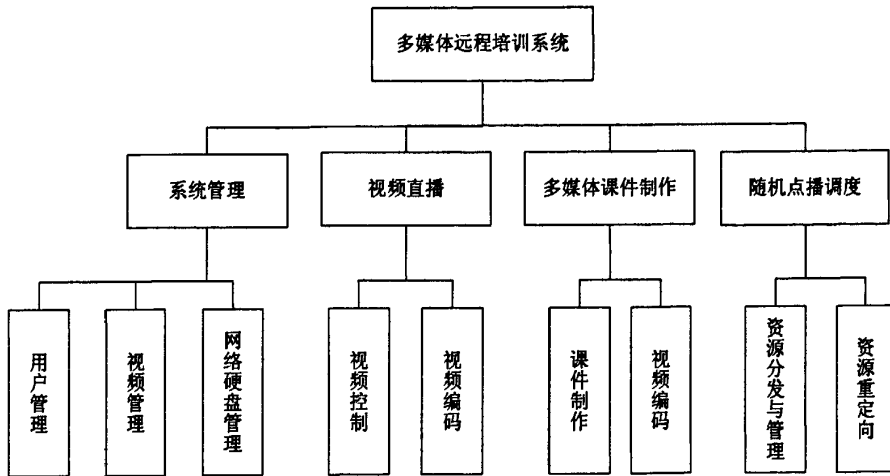 多媒体远程培训系统
系统管理
视频直播
多媒体课件制作
随机点播调度
用户管理
视频管理
网络硬盘管理
视频控制
视频编码
课件制作
视频编码
资源分发与管理
资源重定向